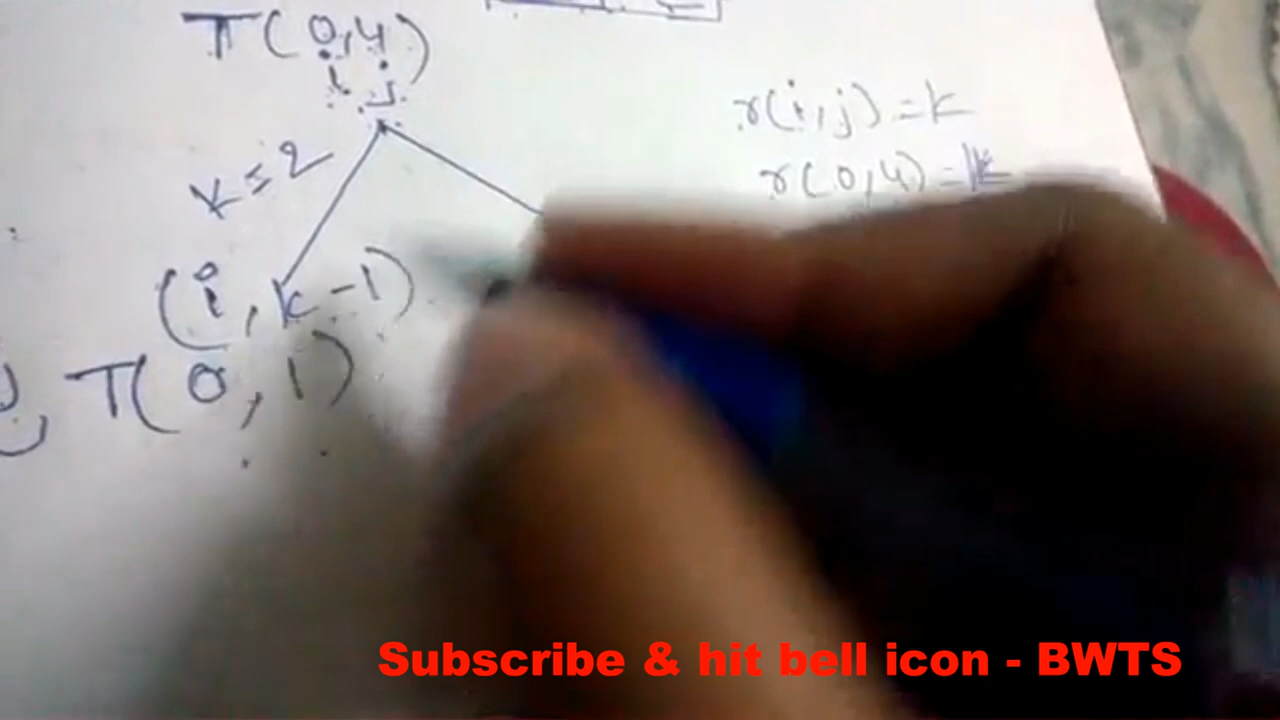 T(0,4)
i j
r(i,j) = k
r(0,4) = k
k = 2
(i, k-1)
T(0,1)
Subscribe & hit bell icon - BWTS